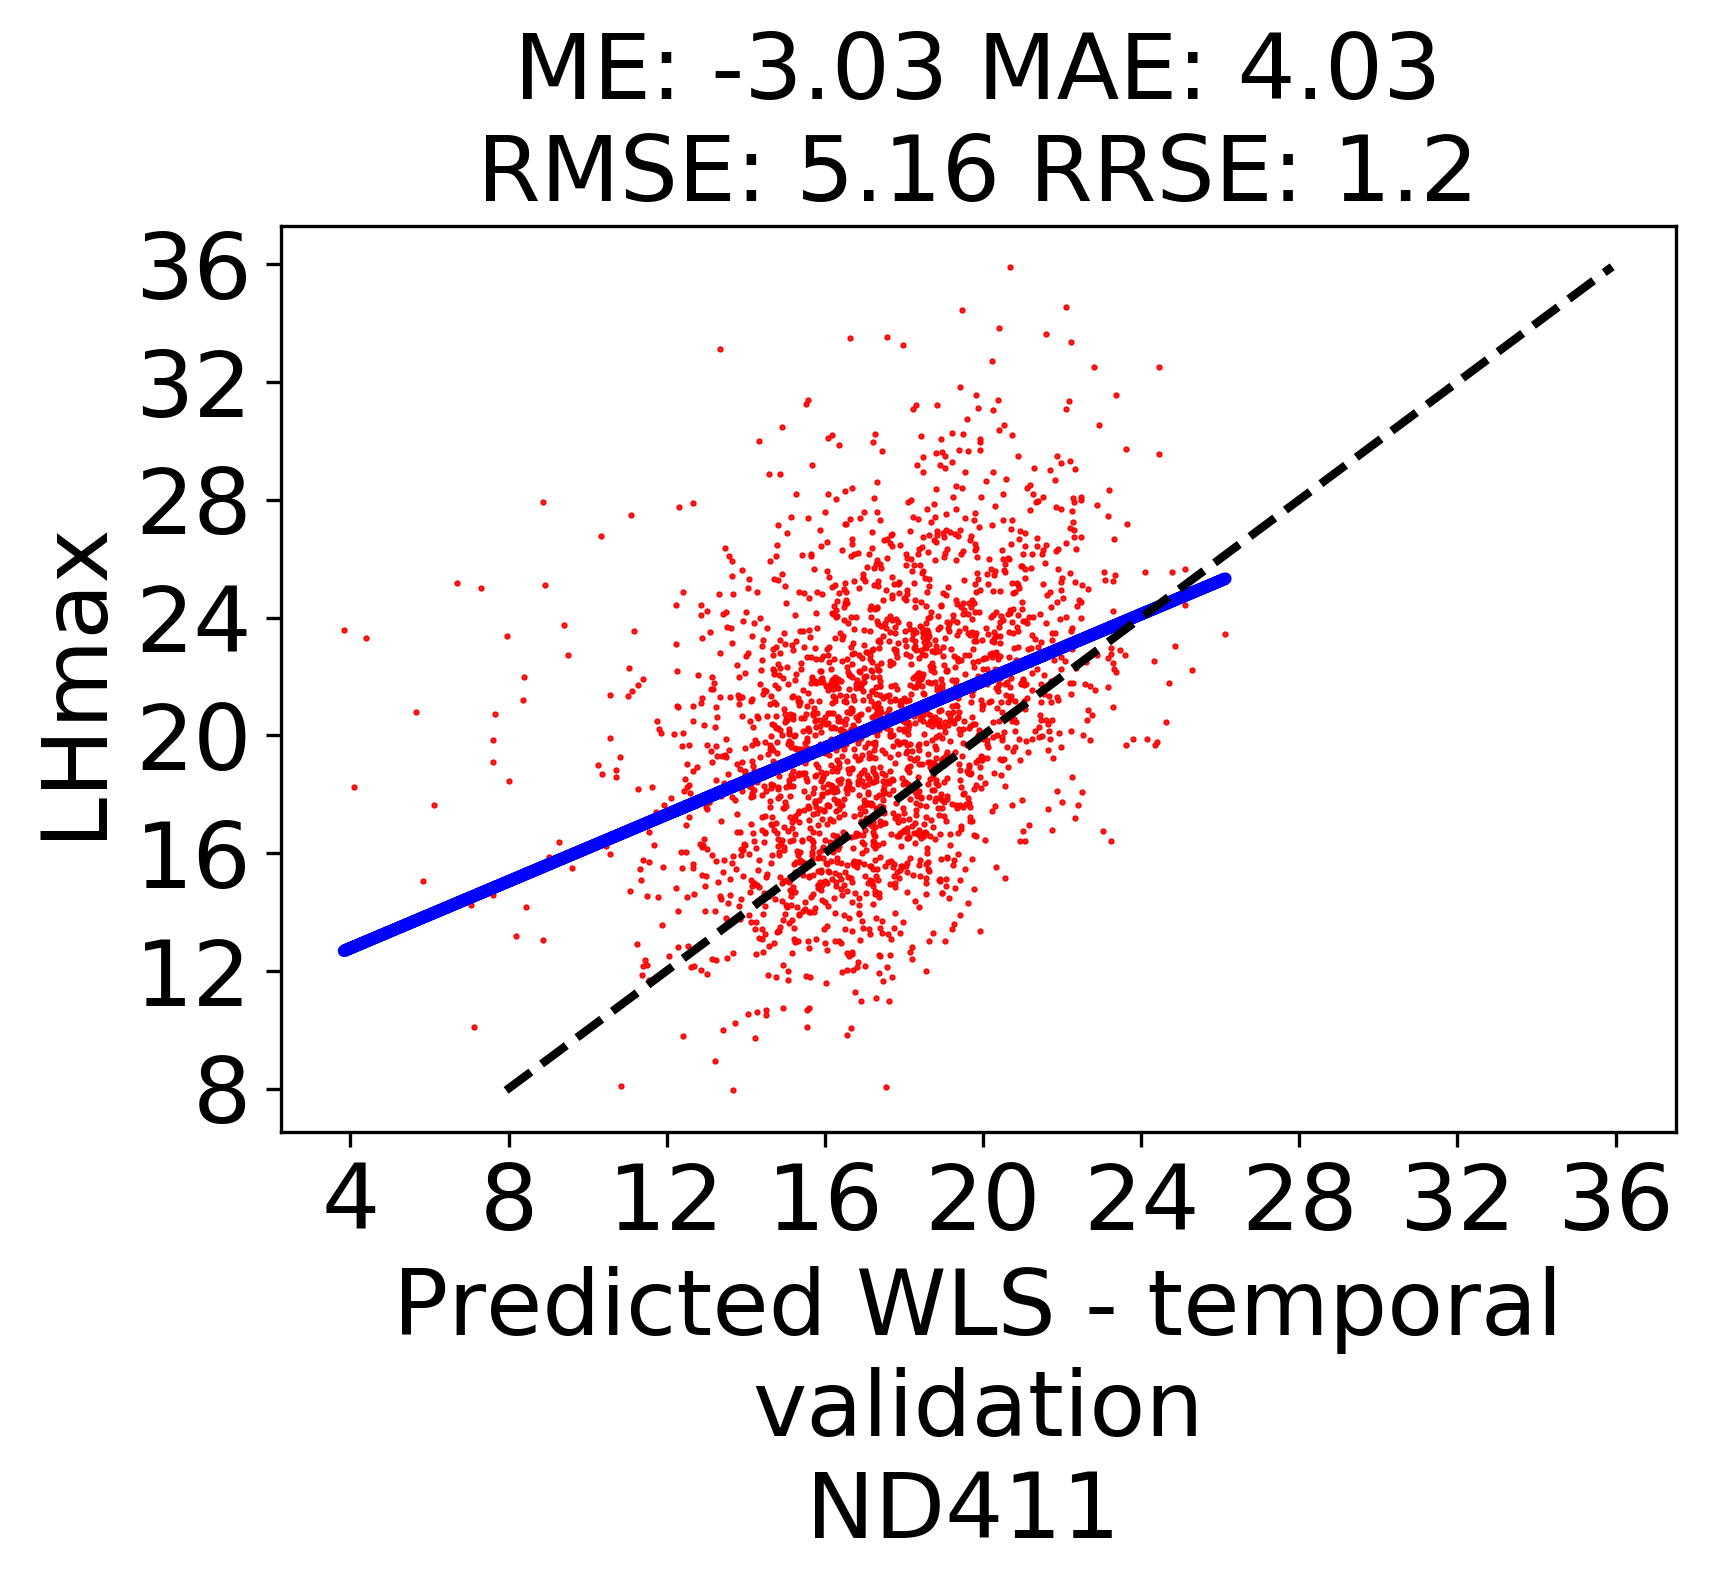 ME: -3.03 MAE: 4.03
RMSE: 5.16 RRSE: 1.2
36
32
28
24
20
16
12
8
LHmax
4 8 12 16 20 24 28 32 36
Predicted WLS - temporal
validation
ND411